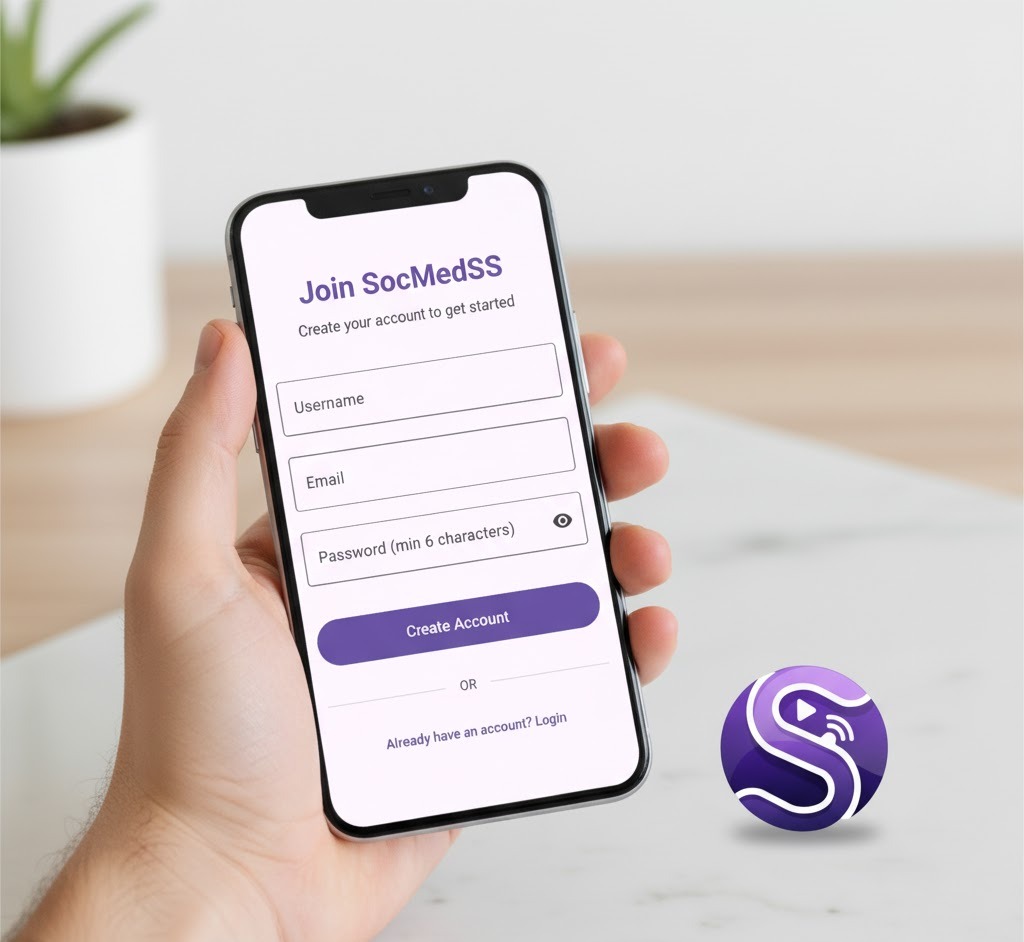 Join SocMedSS
Create your account to get started
Username
Email
Password (min 6 characters)
Create Account
OR
Already have an account? Login